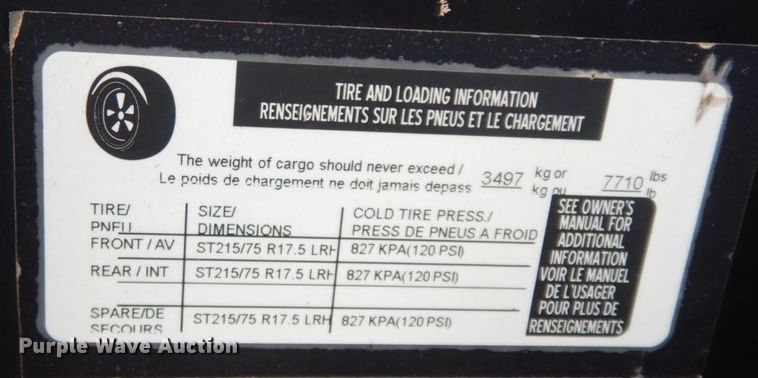 TIRE AND LOADING INFORMATION
RENSEIGNEMENTS SUR LES PNEUS ET LE CHARGEMENT
The weight of cargo should never exceed /
Le poids de chargement ne doit jamais depass
3497 kg or
kg ou
7710 lbs
lb
TIRE/
PNEU
SIZE/
DIMENSIONS
COLD TIRE PRESS./
PRESS DE PNEUS A FROID
FRONT / AV ST215/75 R17.5 LRH 827 KPA(120 PSI)
REAR / INT ST215/75 R17.5 LRH 827 KPA(120 PSI)
SPARE/DE
SECOURS
ST215/75 R17.5 LRH 827 KPA(120 PSI)
SEE OWNER'S
MANUAL FOR
ADDITIONAL
INFORMATION
VOIR LE MANUEL
DE L'USAGER
POUR PLUS DE
RENSEIGNEMENTS
Purple Wave Auction